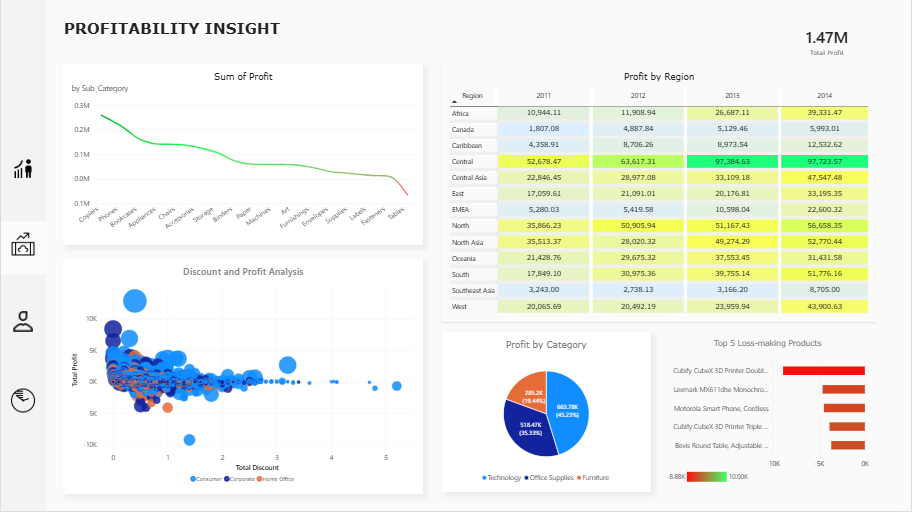 PROFITABILITY INSIGHT
1.47M
Total Profit
Sum of Profit
by Sub_Category
0.3M
0.2M
0.1M
0.0M
-0.1M
Copiers
Phones
Bookcases
Appliances
Chairs
Accessories
Storage
Binders
Paper
Machines
Art
Furnishings
Envelopes
Supplies
Labels
Fasteners
Tables
Profit by Region
Region 2011 2012 2013 2014
Africa 10,944.11 11,908.94 26,687.11 39,331.47
Canada 1,807.08 4,887.84 5,129.46 5,993.01
Caribbean 4,358.91 8,706.26 8,973.54 12,532.62
Central 52,678.47 63,617.31 97,384.63 97,723.57
Central Asia 22,846.45 28,977.08 33,109.18 47,547.48
East 17,059.61 21,091.01 20,176.81 33,195.35
EMEA 5,280.03 5,419.58 10,598.04 22,600.32
North 35,866.23 50,905.94 51,167.43 56,658.35
North Asia 35,513.37 28,020.32 49,274.29 52,770.44
Oceania 21,428.76 29,675.32 37,553.45 31,431.58
South 17,849.10 30,975.36 39,755.14 51,776.16
Southeast Asia 3,243.00 2,738.13 3,166.20 8,705.00
West 20,065.69 20,492.19 23,959.94 43,900.63
Discount and Profit Analysis
Total Profit
10K
5K
0K
-5K
-10K
0 1 2 3 4 5
Total Discount
Consumer Corporate Home Office
Profit by Category
285.2K
(19.44%)
663.78K
(45.23%)
518.47K
(35.33%)
Technology Office Supplies Furniture
Top 5 Loss-making Products
Cubify CubeX 3D Printer Doubl...
Lexmark MX611dhe Monochro...
Motorola Smart Phone, Cordless
Cubify CubeX 3D Printer Triple ...
Bevis Round Table, Adjustable ...
-10K -5K 0K
-8.88K 10.00K